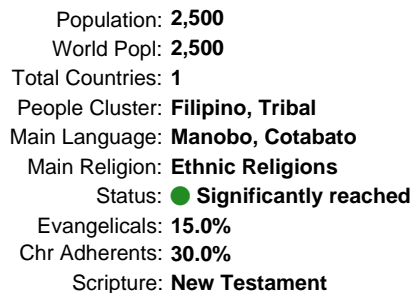 Population: 2,500
World Popl: 2,500
Total Countries: 1
People Cluster: Filipino, Tribal
Main Language: Manobo, Cotabato
Main Religion: Ethnic Religions
Status: Significantly reached
Evangelicals: 15.0%
Chr Adherents: 30.0%
Scripture: New Testament